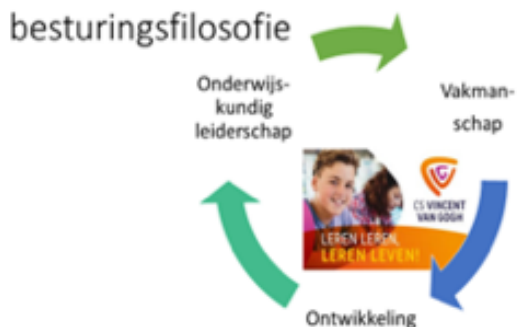 besturingsfilosofie
Onderwijs-
kundig
leiderschap
Vakman-
schap
CS VINCENT
VAN GOGH
LEREN LEREN,
LEREN LEVEN!
Ontwikkeling